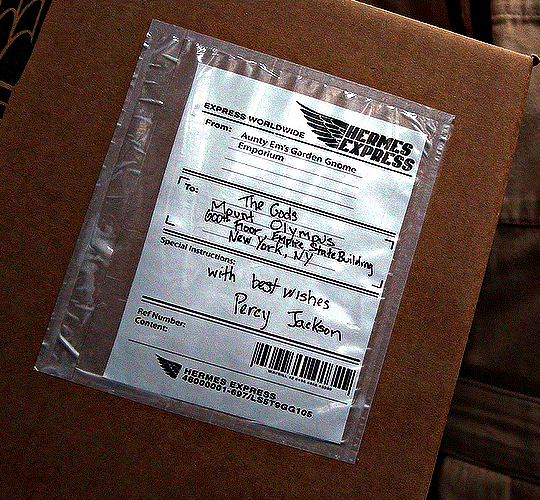 EXPRESS WORLDWIDE
HERMES
EXPRESS
From: Aunty Em's Garden Gnome
Emporium
To: The Gods
Mount Olympus
600th Floor, Empire State Building
New York, NY
Special Instructions:
with best wishes
Percy Jackson
Ref Number:
Content:
HERMES EXPRESS